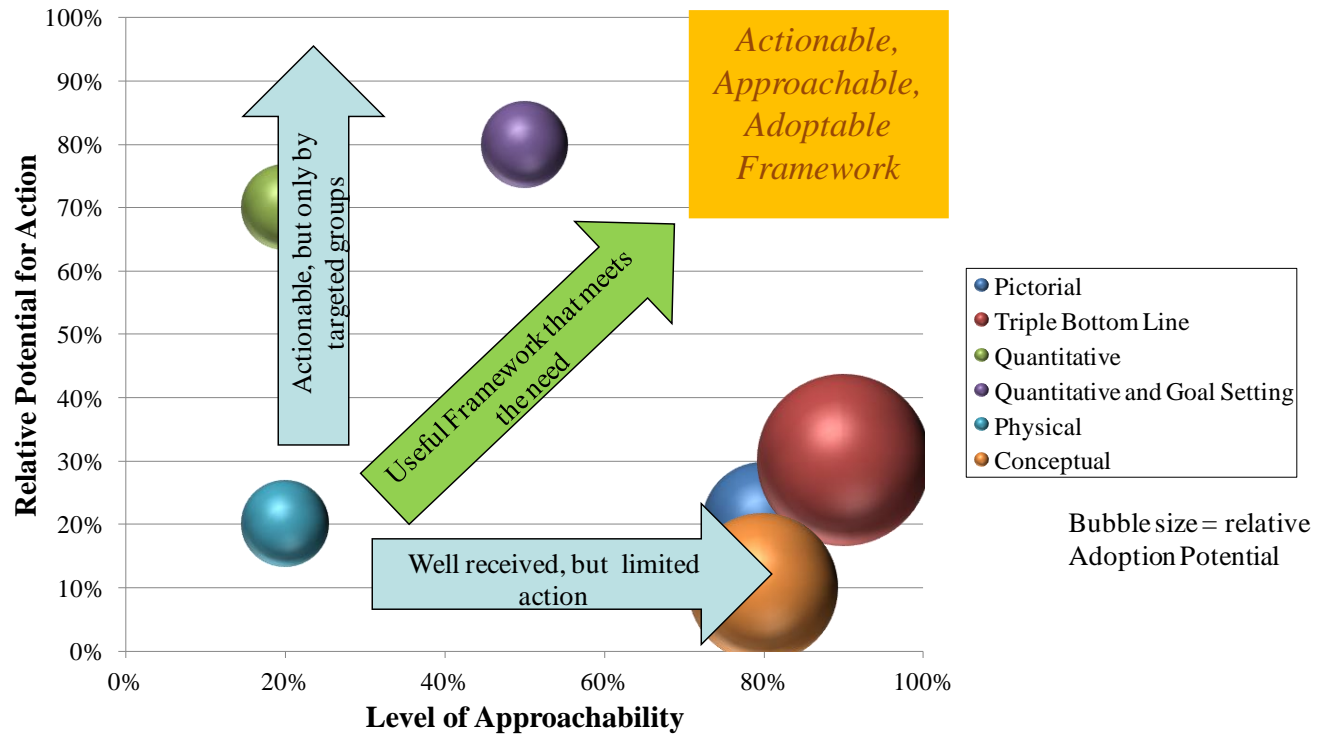 100%
90%
80%
70%
60%
50%
40%
30%
20%
10%
0%
Relative Potential for Action
Actionable, but only by
targeted groups
Useful Framework that meets
the need
Well received, but limited
action
Actionable,
Approachable,
Adoptable
Framework
0%
20%
40%
60%
80%
100%
Level of Approachability
Pictorial
Triple Bottom Line
Quantitative
Quantitative and Goal Setting
Physical
Conceptual
Bubble size = relative
Adoption Potential